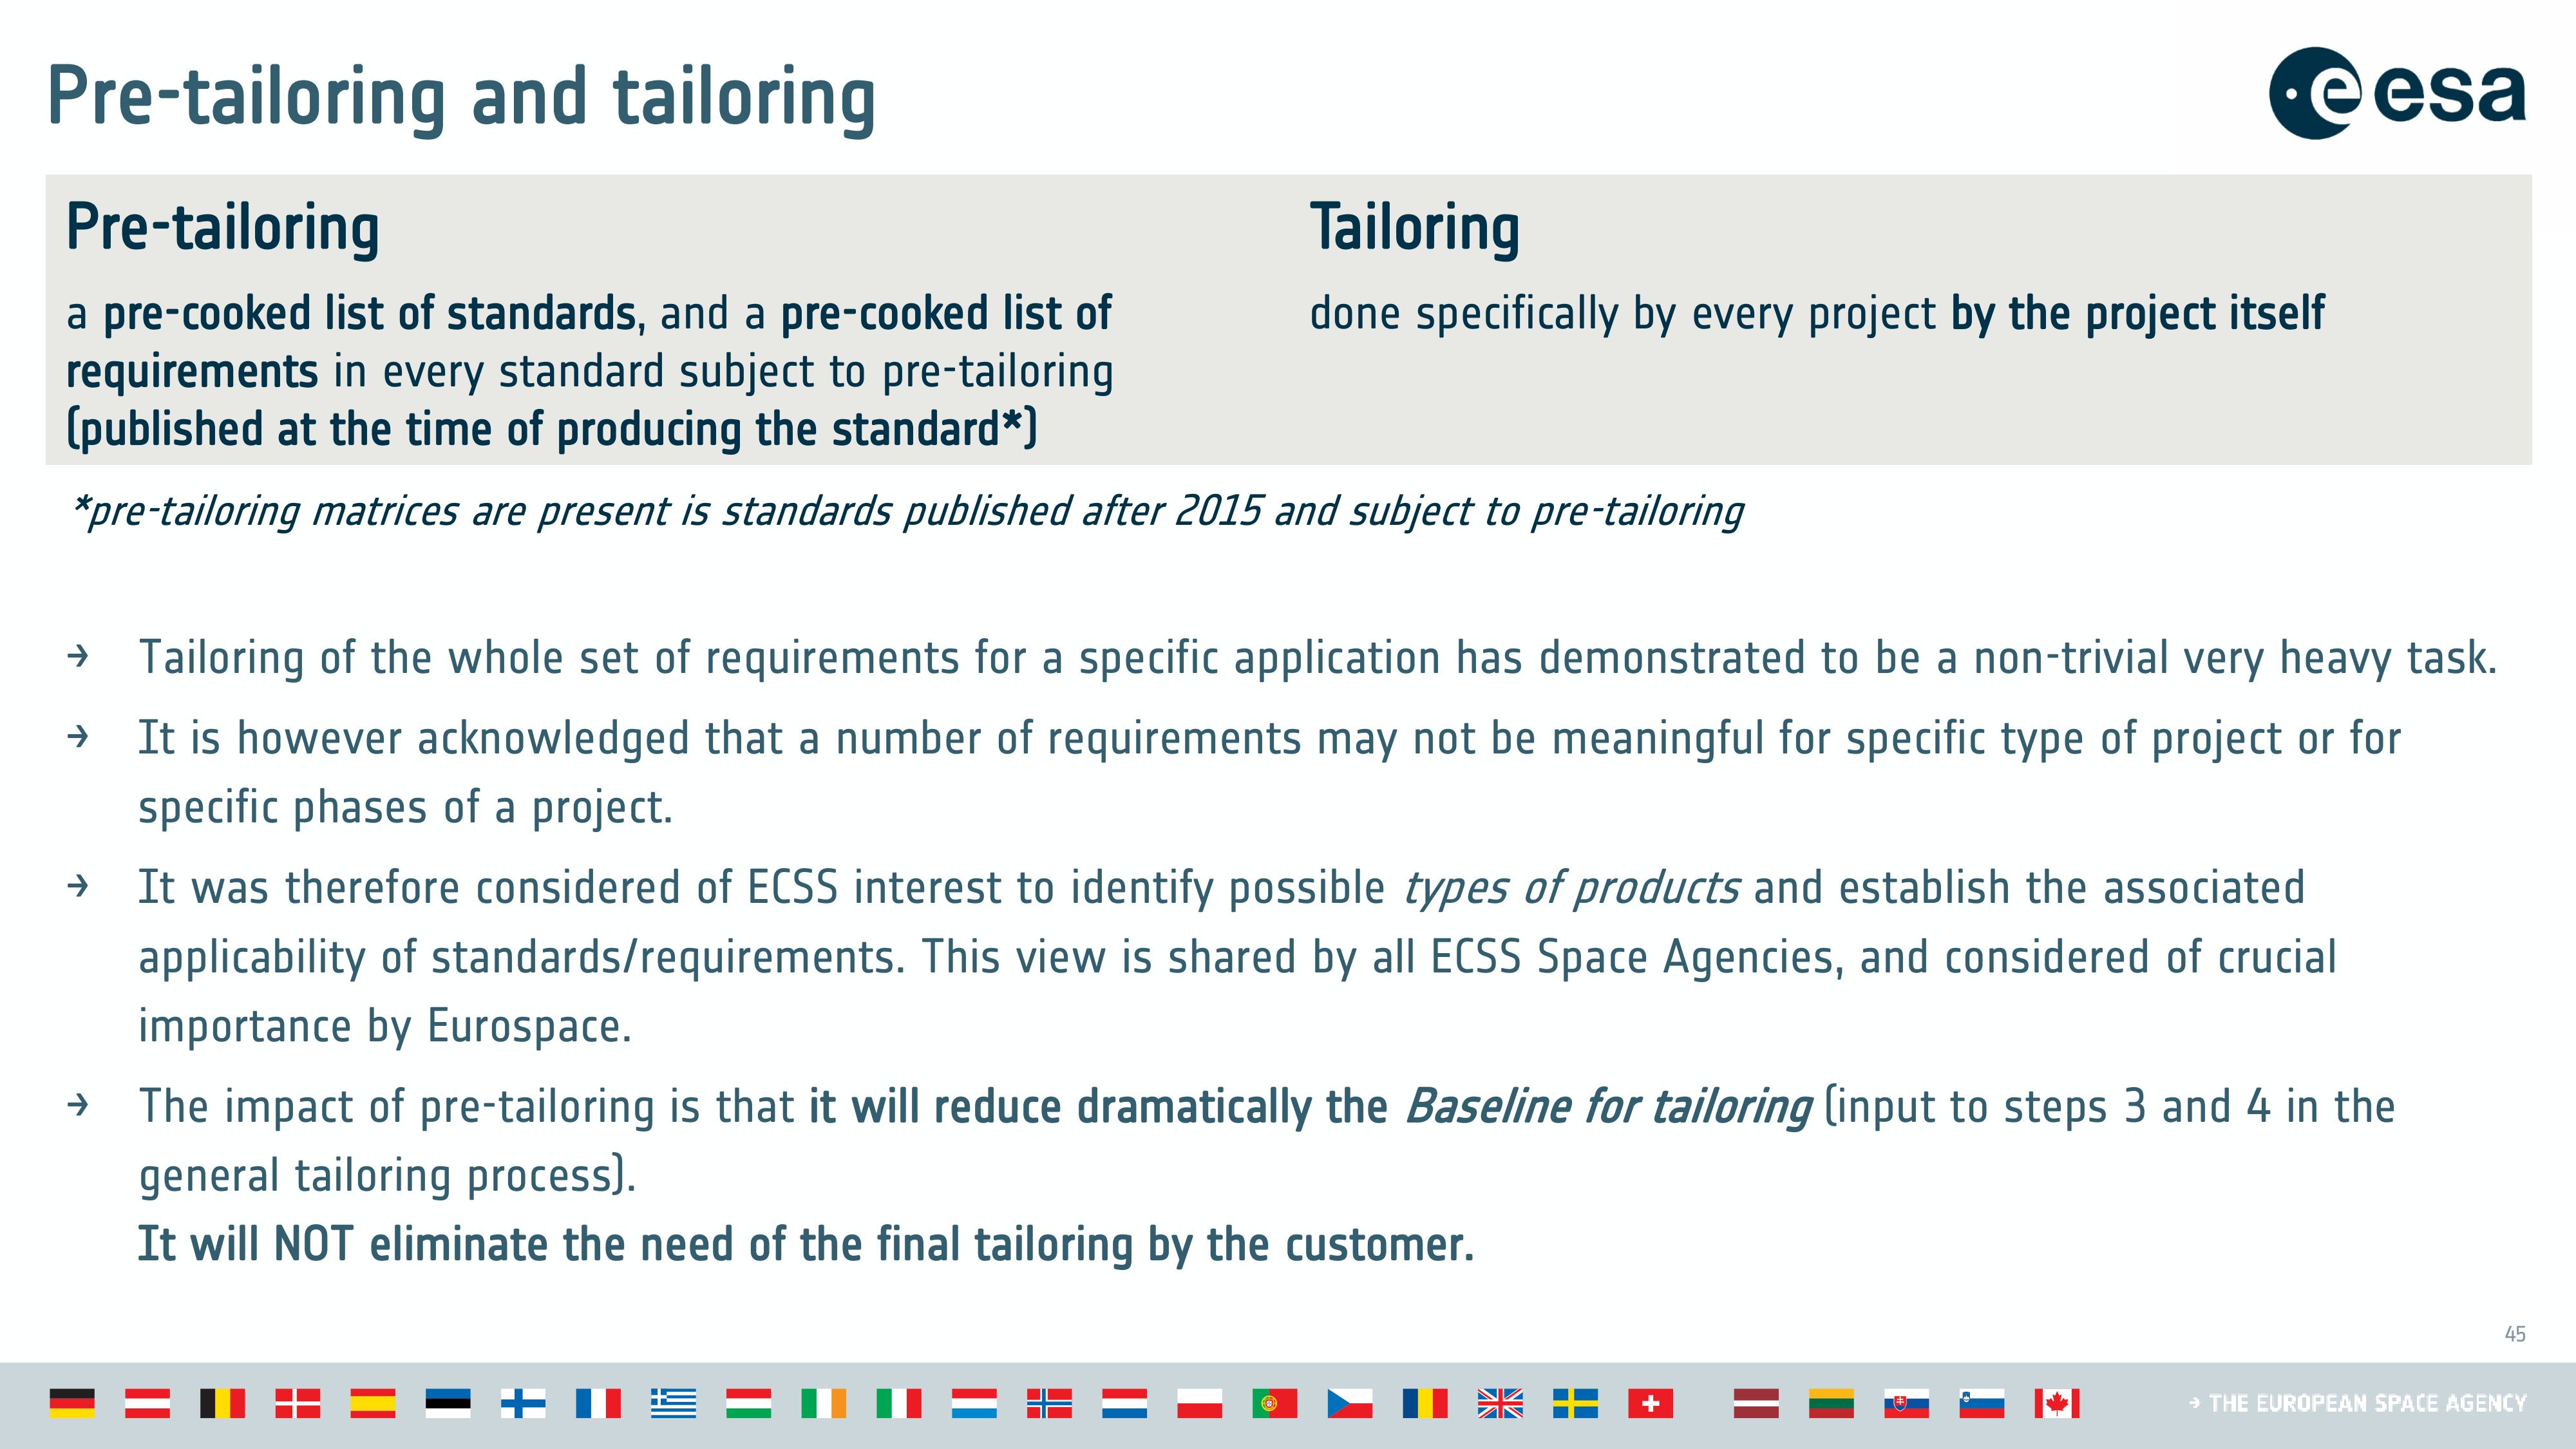 Pre-tailoring and tailoring
esa
Pre-tailoring
a pre-cooked list of standards, and a pre-cooked list of
requirements in every standard subject to pre-tailoring
(published at the time of producing the standard*)
Tailoring
done specifically by every project by the project itself
*pre-tailoring matrices are present is standards published after 2015 and subject to pre-tailoring
→ Tailoring of the whole set of requirements for a specific application has demonstrated to be a non-trivial very heavy task.
→ It is however acknowledged that a number of requirements may not be meaningful for specific type of project or for
specific phases of a project.
→ It was therefore considered of ECSS interest to identify possible types of products and establish the associated
applicability of standards/requirements. This view is shared by all ECSS Space Agencies, and considered of crucial
importance by Eurospace.
→ The impact of pre-tailoring is that it will reduce dramatically the Baseline for tailoring (input to steps 3 and 4 in the
general tailoring process).
It will NOT eliminate the need of the final tailoring by the customer.
45
→ THE EUROPEAN SPACE AGENCY